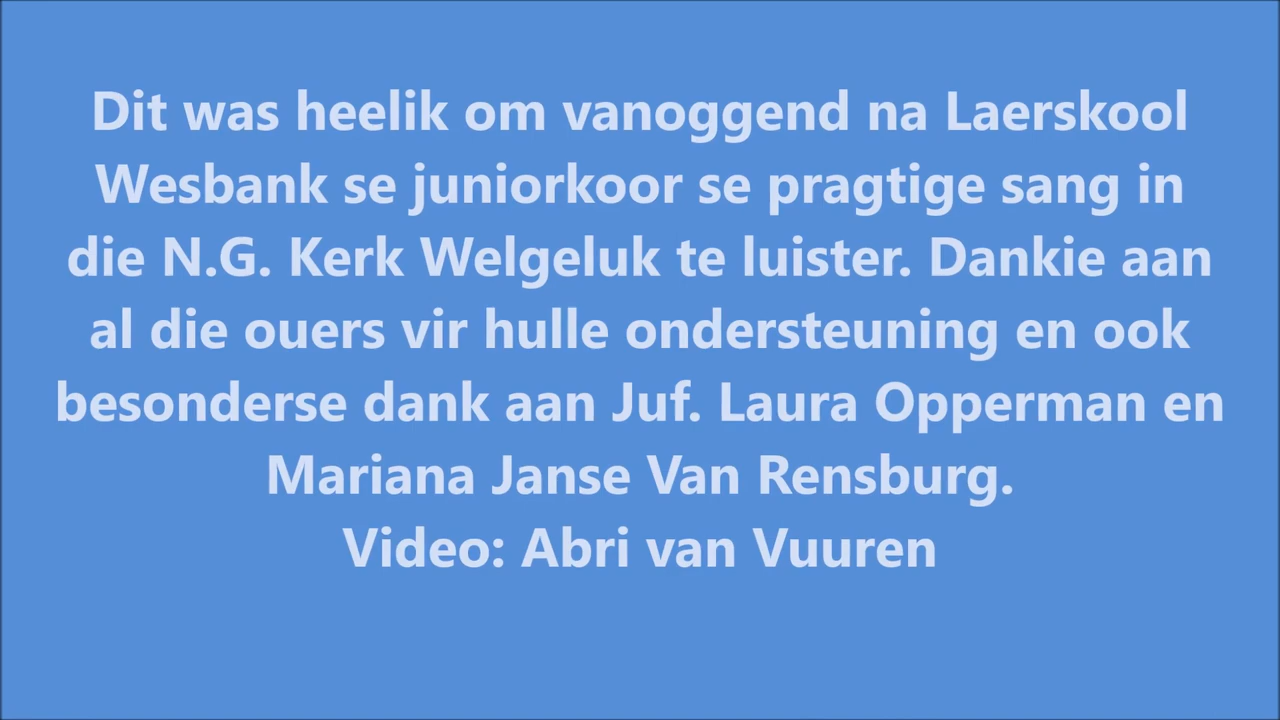 Dit was heelik om vanoggend na Laerskool
Wesbank se juniorkoor se pragtige sang in
die N.G. Kerk Welgeluk te luister. Dankie aan
al die ouers vir hulle ondersteuning en ook
besonderse dank aan Juf. Laura Opperman en
Mariana Janse Van Rensburg.
Video: Abri van Vuuren